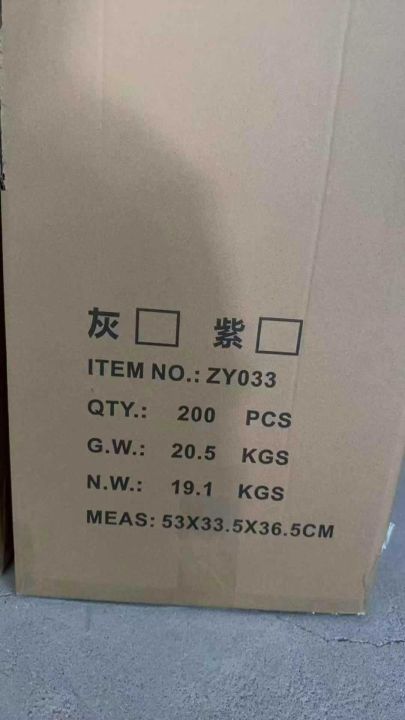 灰 □ 紫 □
ITEM NO.: ZY033
QTY.: 200 PCS
G.W.: 20.5 KGS
N.W.: 19.1 KGS
MEAS: 53X33.5X36.5CM